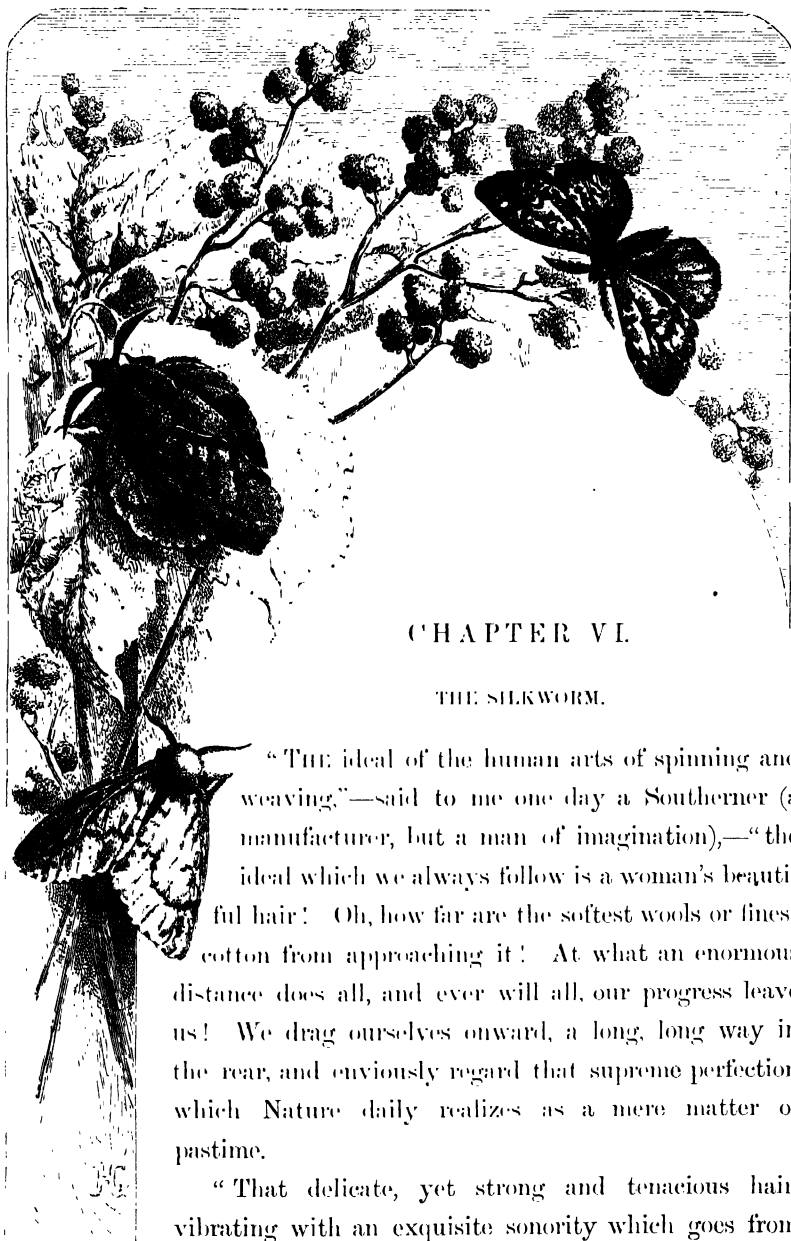 CHAPTER VI.
THE SILKWORM.
"THE ideal of the human arts of spinning and
weaving,"—said to me one day a Southerner (a
manufacturer, but a man of imagination),—"the
ideal which we always follow is a woman's beauti
ful hair! Oh, how far are the softest wools or fines
cotton from approaching it! At what an enormous
distance does all, and ever will all, our progress leave
us! We drag ourselves onward, a long, long way in
the rear, and enviously regard that supreme perfection
which Nature daily realizes as a mere matter o
pastime.
"That delicate, yet strong and tenacious hair
vibrating with an exquisite sonority which goes from